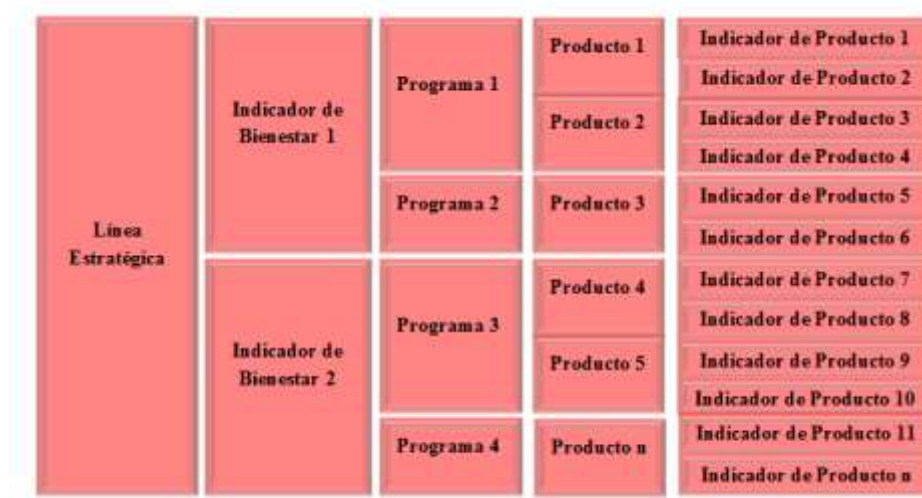 Línea
Estratégica
Indicador de
Bienestar 1
Programa 1
Producto 1
Indicador de Producto 1
Indicador de Producto 2
Producto 2
Indicador de Producto 3
Indicador de Producto 4
Programa 2
Producto 3
Indicador de Producto 5
Indicador de Producto 6
Indicador de
Bienestar 2
Programa 3
Producto 4
Indicador de Producto 7
Indicador de Producto 8
Producto 5
Indicador de Producto 9
Indicador de Producto 10
Programa 4
Producto n
Indicador de Producto 11
Indicador de Producto n